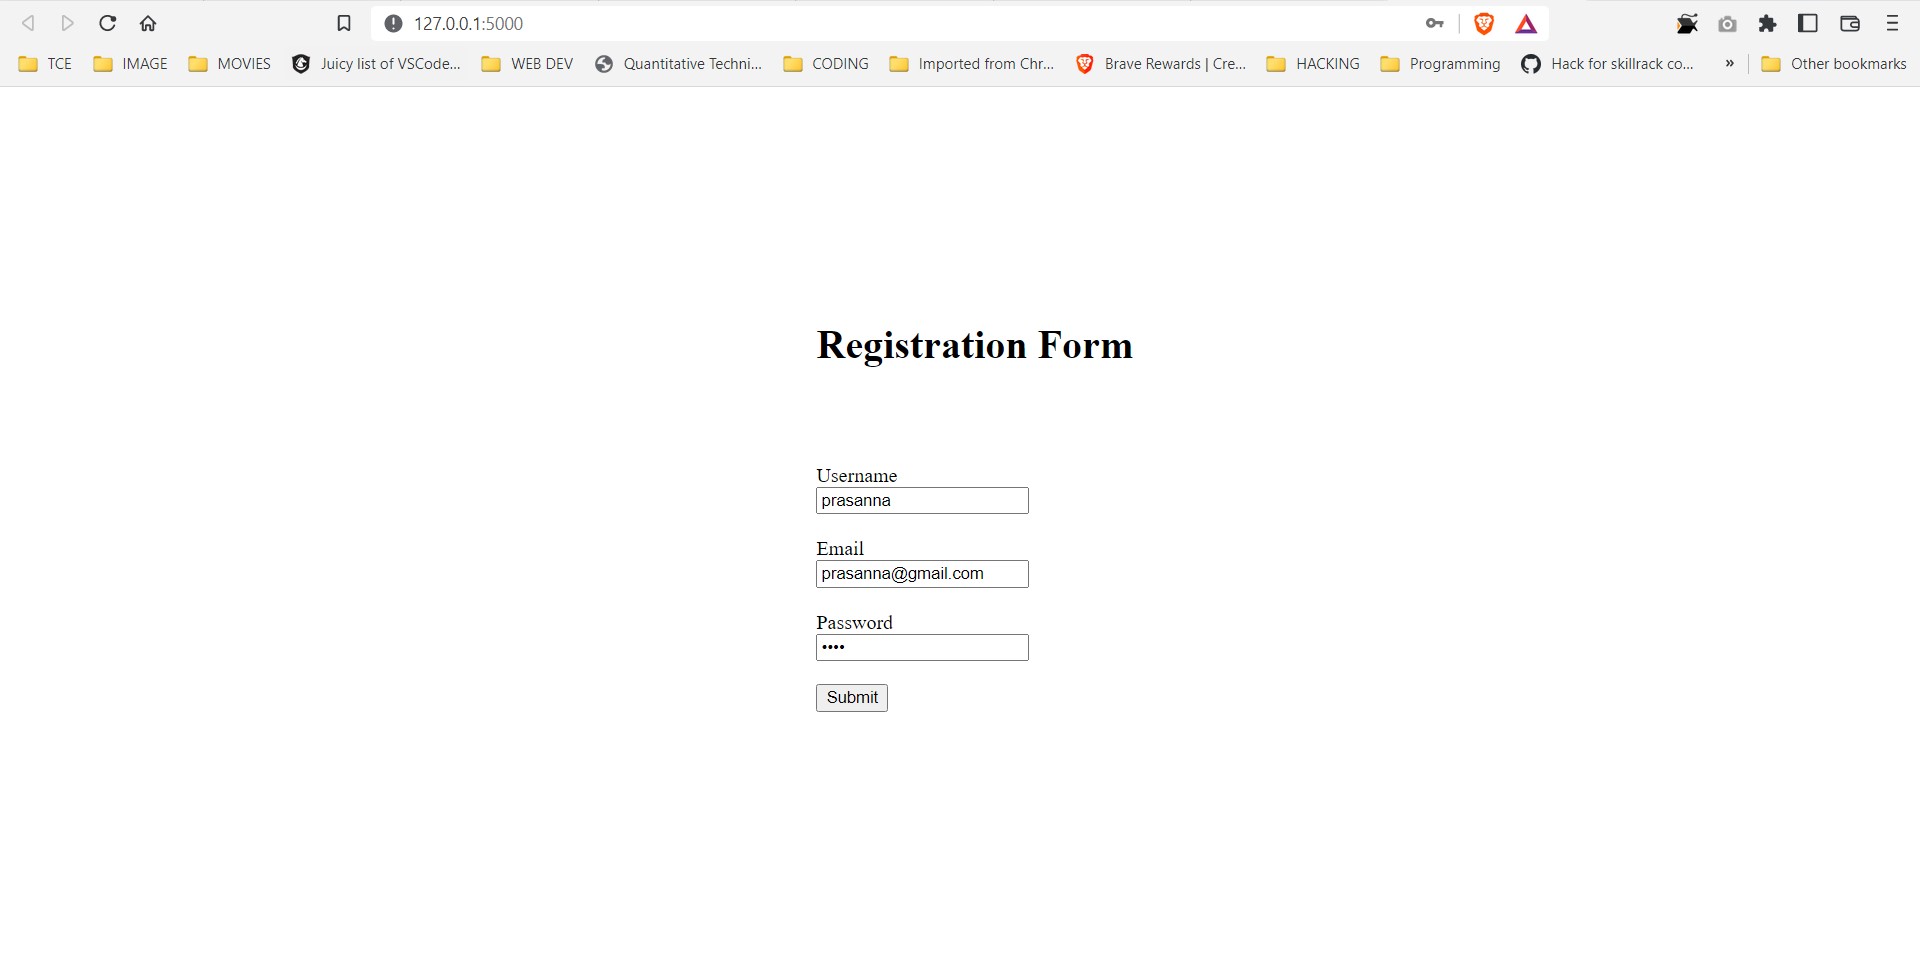 127.0.0.1:5000
TCE IMAGE MOVIES Juicy list of VSCode... WEB DEV Quantitative Techni... CODING Imported from Chr... Brave Rewards | Cre... HACKING Programming Hack for skillrack co... » Other bookmarks
Registration Form
Username
prasanna
Email
prasanna@gmail.com
Password
••••
Submit